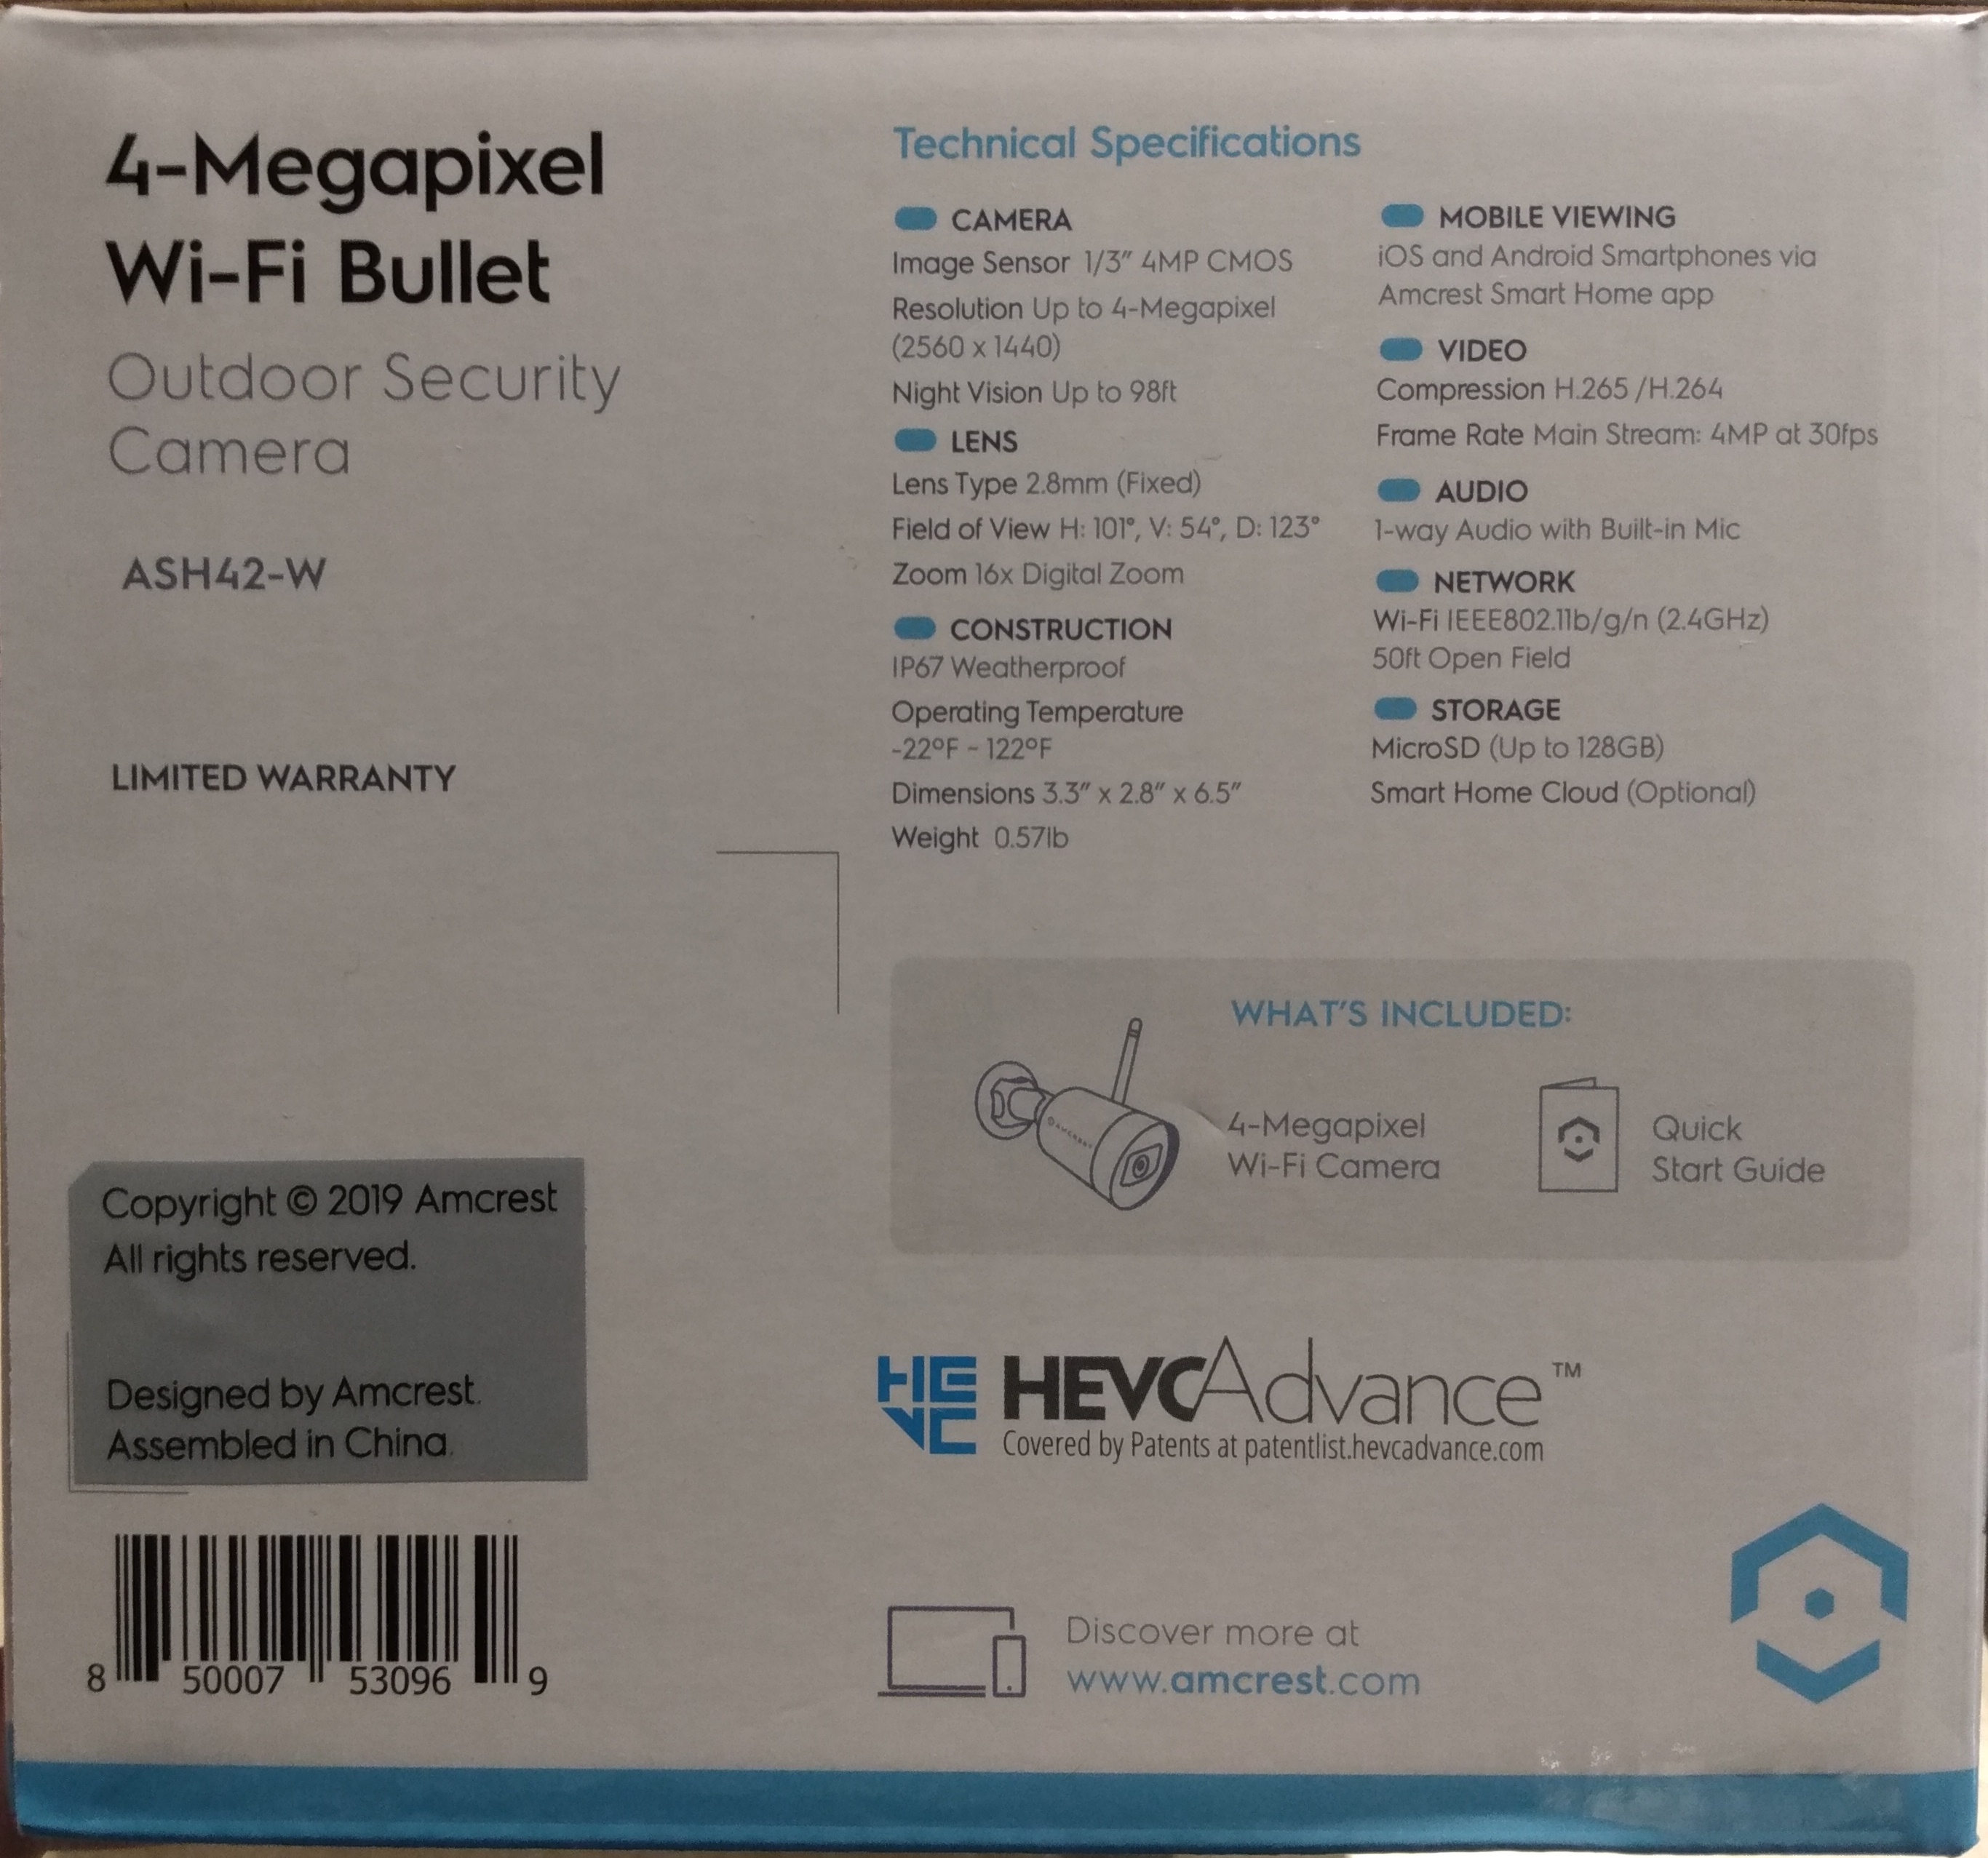 4-Megapixel
Wi-Fi Bullet
Outdoor Security
Camera
ASH42-W
LIMITED WARRANTY
Copyright © 2019 Amcrest
All rights reserved.
Designed by Amcrest.
Assembled in China.
8 50007 53096 9
Technical Specifications
CAMERA
Image Sensor 1/3" 4MP CMOS
Resolution Up to 4-Megapixel
(2560 x 1440)
Night Vision Up to 98ft
LENS
Lens Type 2.8mm (Fixed)
Field of View H: 101°, V: 54°, D: 123°
Zoom 16x Digital Zoom
CONSTRUCTION
IP67 Weatherproof
Operating Temperature
-22ºF ~ 122ºF
Dimensions 3.3" x 2.8" x 6.5"
Weight 0.57lb
MOBILE VIEWING
iOS and Android Smartphones via
Amcrest Smart Home app
VIDEO
Compression H.265 /H.264
Frame Rate Main Stream: 4MP at 30fps
AUDIO
1-way Audio with Built-in Mic
NETWORK
Wi-Fi IEEE802.11b/g/n (2.4GHz)
50ft Open Field
STORAGE
MicroSD (Up to 128GB)
Smart Home Cloud (Optional)
WHAT'S INCLUDED:
AMCREST
4-Megapixel
Wi-Fi Camera
Quick
Start Guide
HEVC
HEVCAdvance™
Covered by Patents at patentlist.hevcadvance.com
Discover more at
www.amcrest.com